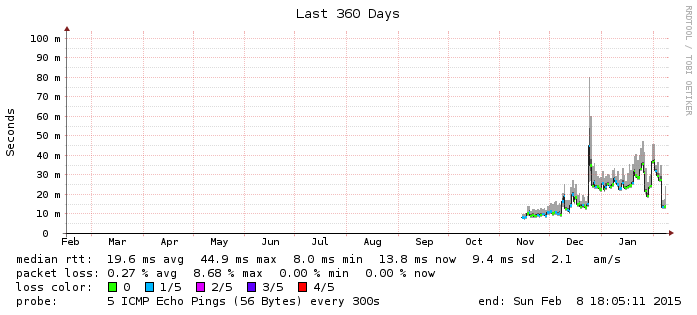 Last 360 Days
RRDTOOL / TOBI OETIKER
Seconds
100 m
90 m
80 m
70 m
60 m
50 m
40 m
30 m
20 m
10 m
0
Feb Mar Apr May Jun Jul Aug Sep Oct Nov Dec Jan
median rtt: 19.6 ms avg 44.9 ms max 8.0 ms min 13.8 ms now 9.4 ms sd 2.1 am/s
packet loss: 0.27 % avg 8.68 % max 0.00 % min 0.00 % now
loss color: 0 1/5 2/5 3/5 4/5
probe: 5 ICMP Echo Pings (56 Bytes) every 300s end: Sun Feb 8 18:05:11 2015